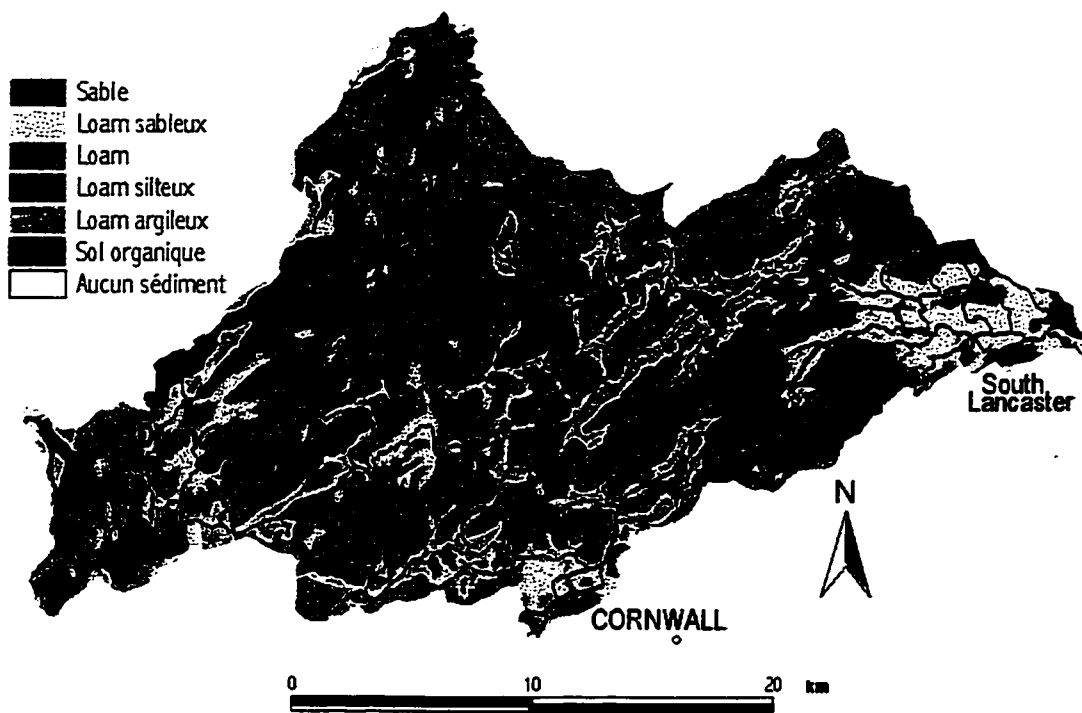 Sable
Loam sableux
Loam
Loam silteux
Loam argileux
Sol organique
Aucun sédiment
South
Lancaster
N
CORNWALL
0 10 20 km